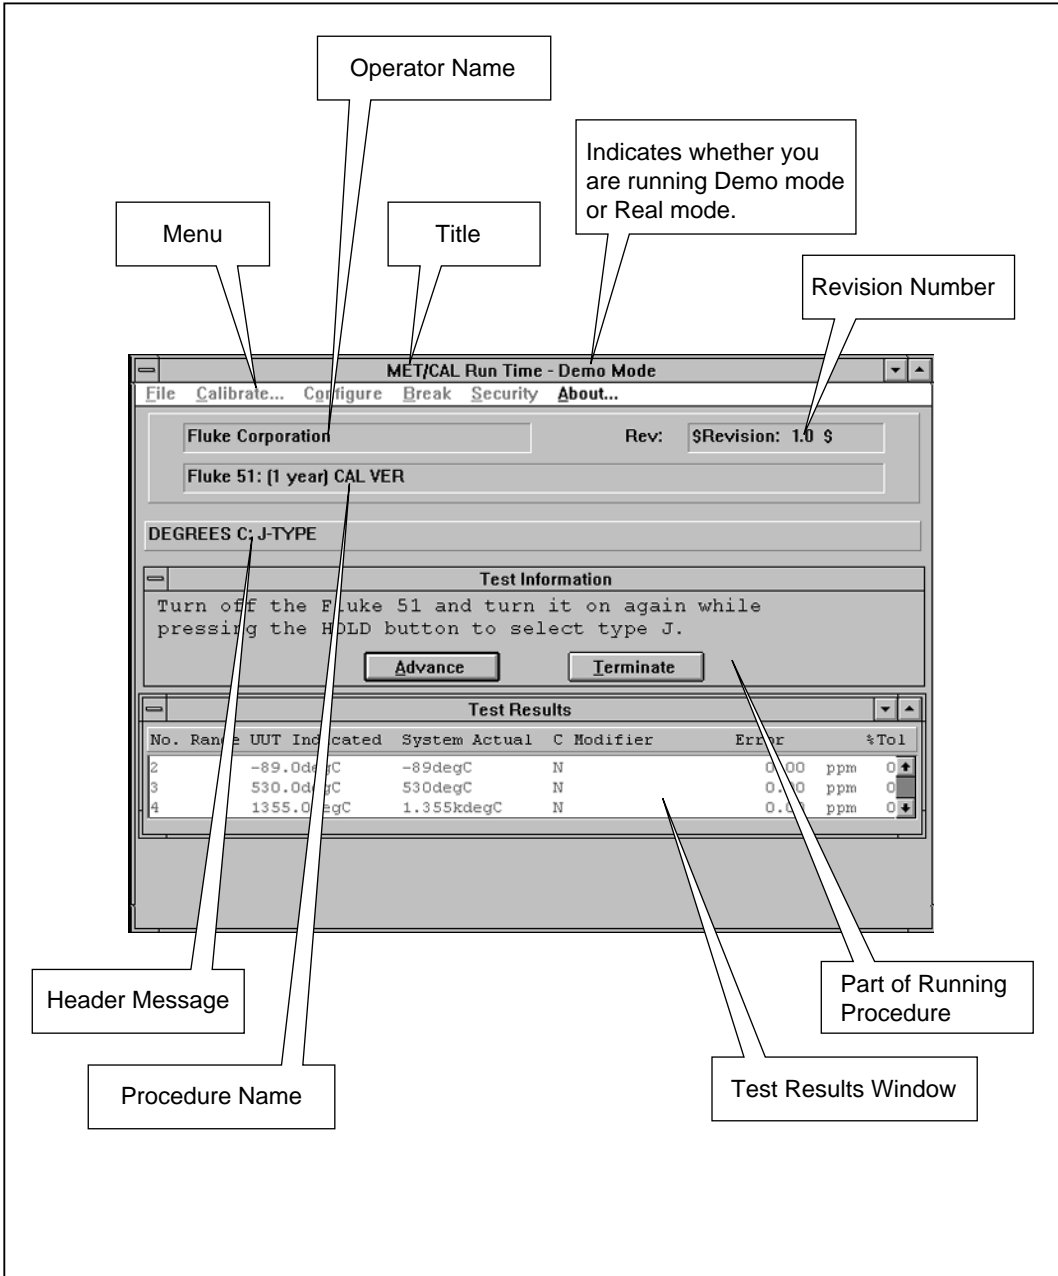 Operator Name
Indicates whether you
are running Demo mode
or Real mode.
Menu
Title
Revision Number
MET/CAL Run Time - Demo Mode
File Calibrate... Configure Break Security About...
Fluke Corporation Rev: $Revision: 1.0 $
Fluke 51: (1 year) CAL VER
DEGREES C: J-TYPE
Test Information
Turn off the Fluke 51 and turn it on again while
pressing the HOLD button to select type J.
Advance Terminate
Test Results
No. Range UUT Indicated System Actual C Modifier Error %Tol
2 -89.0degC -89degC N 0.00 ppm 0
3 530.0degC 530degC N 0.00 ppm 0
4 1355.0degC 1.355kdegC N 0.00 ppm 0
Header Message
Part of Running
Procedure
Procedure Name
Test Results Window